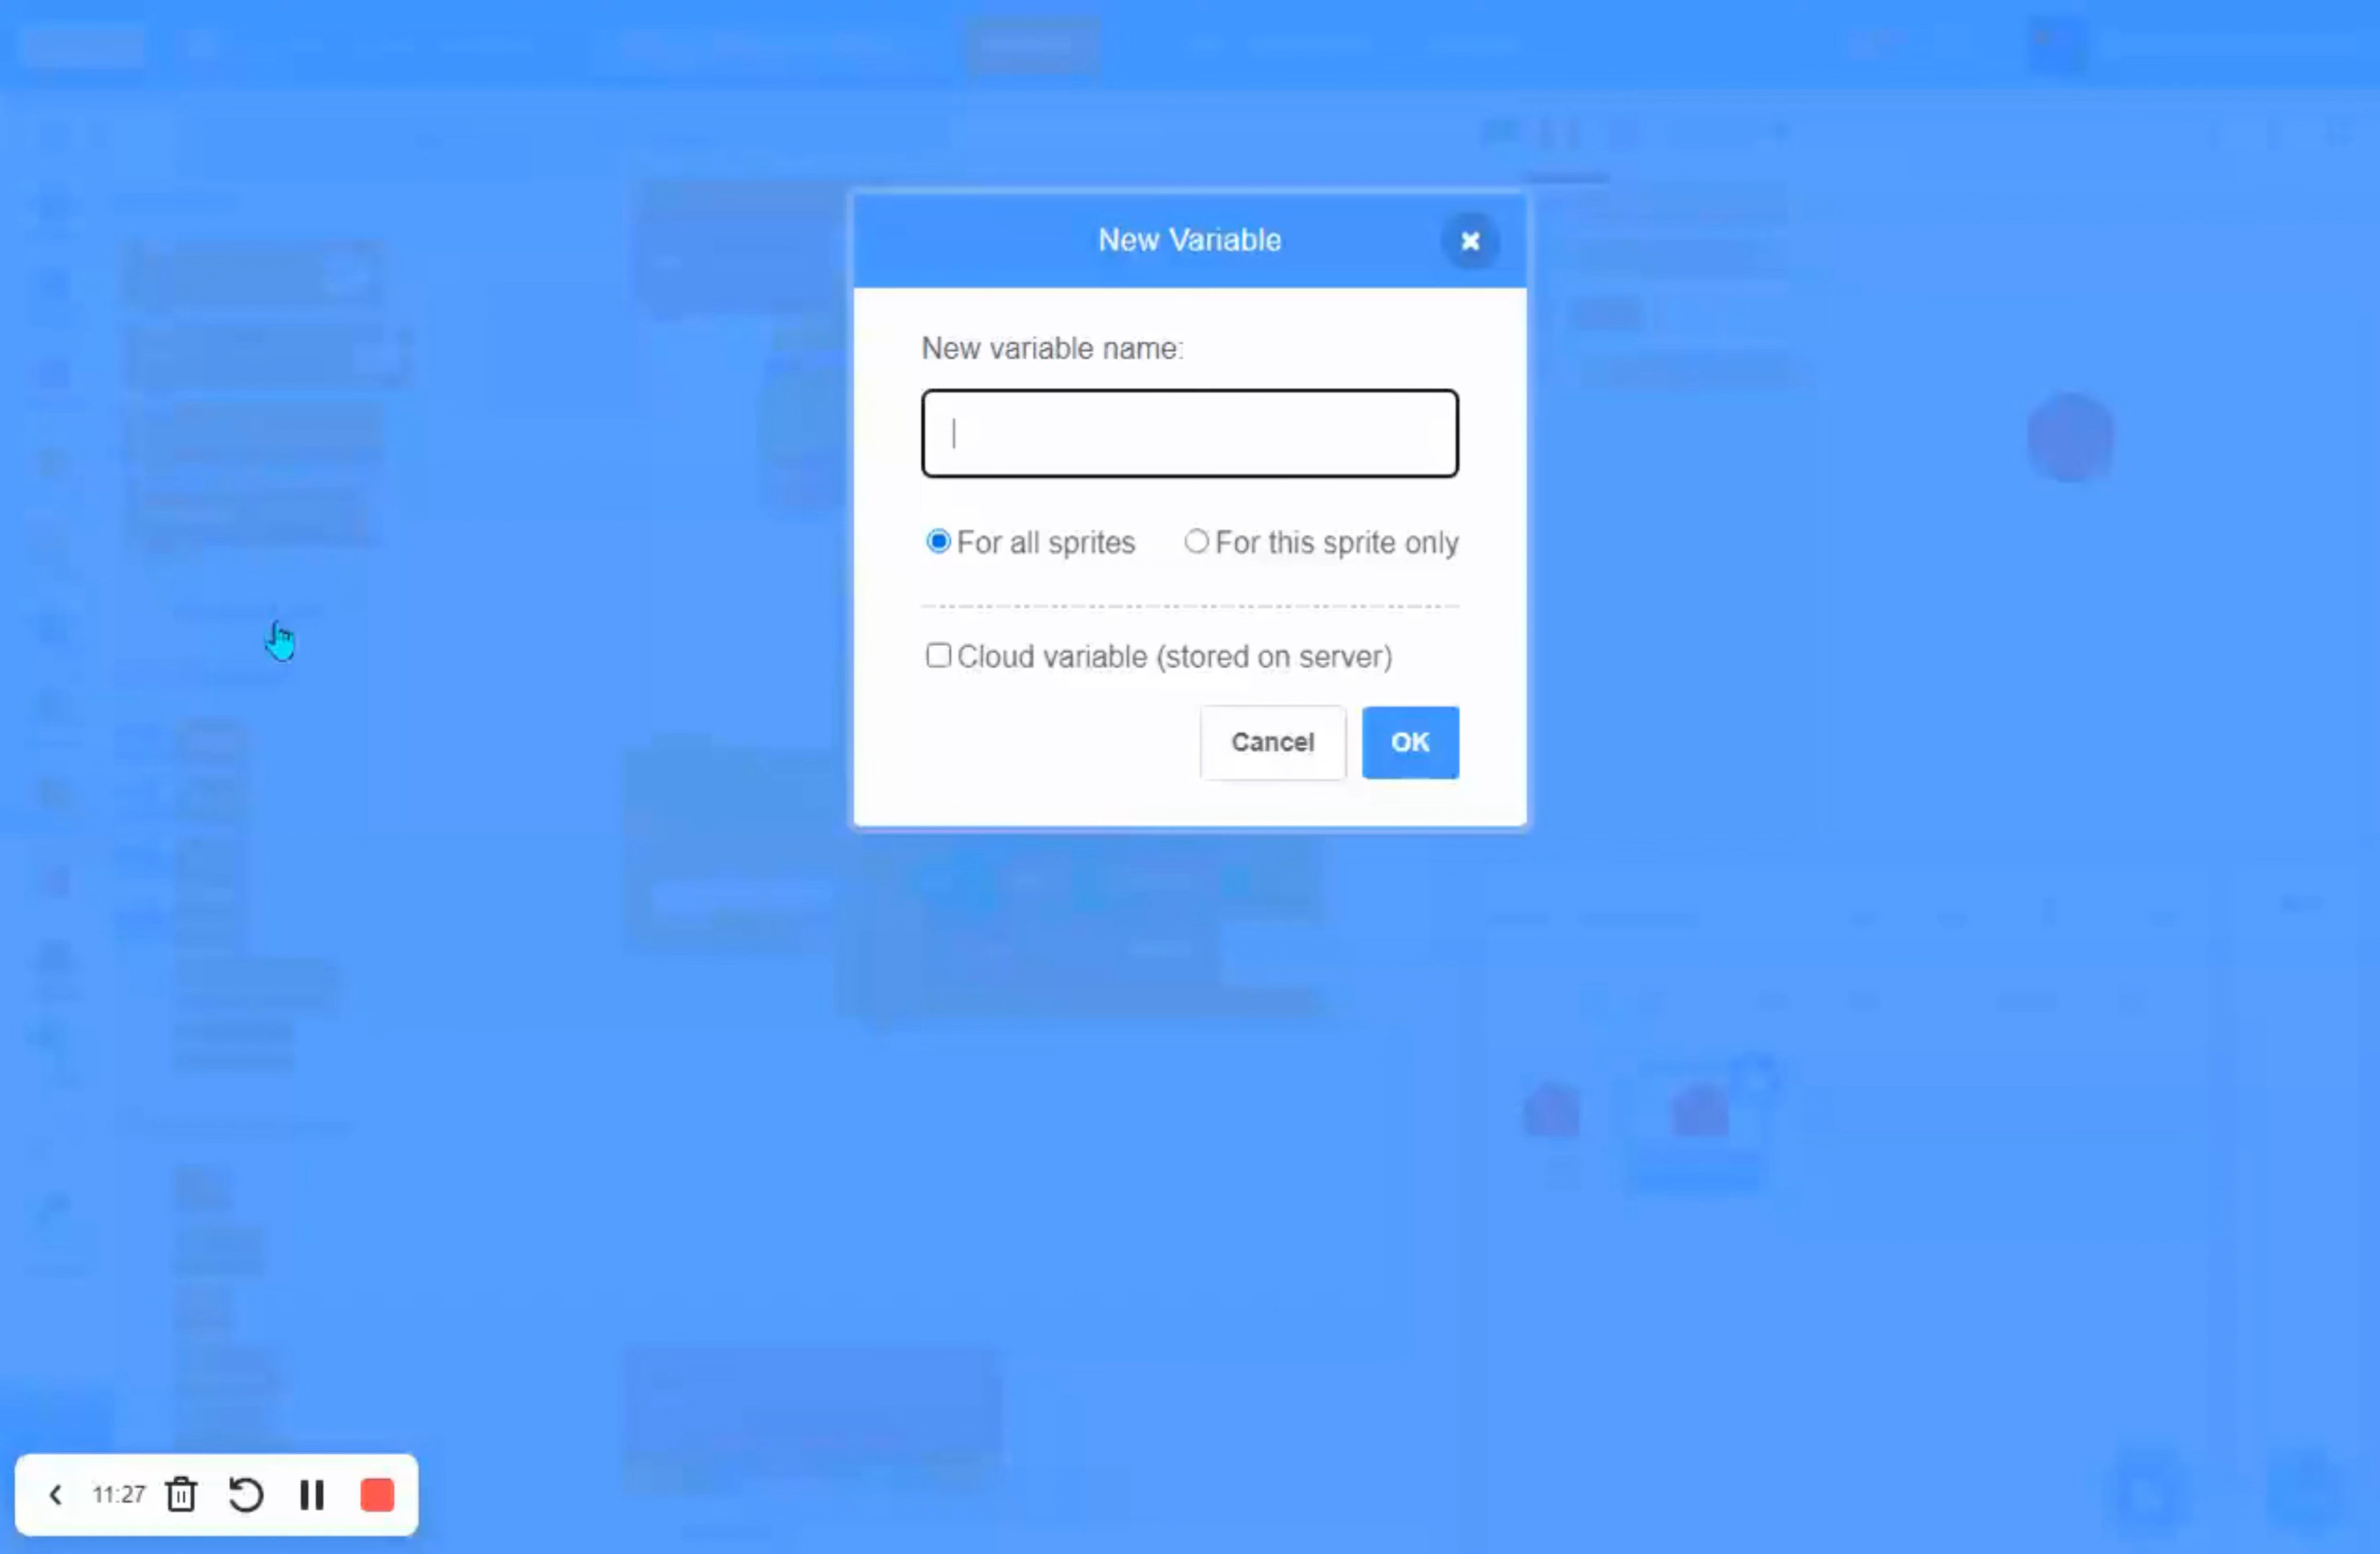 New Variable
New variable name:
For all sprites For this sprite only
Cloud variable (stored on server)
Cancel OK
11:27